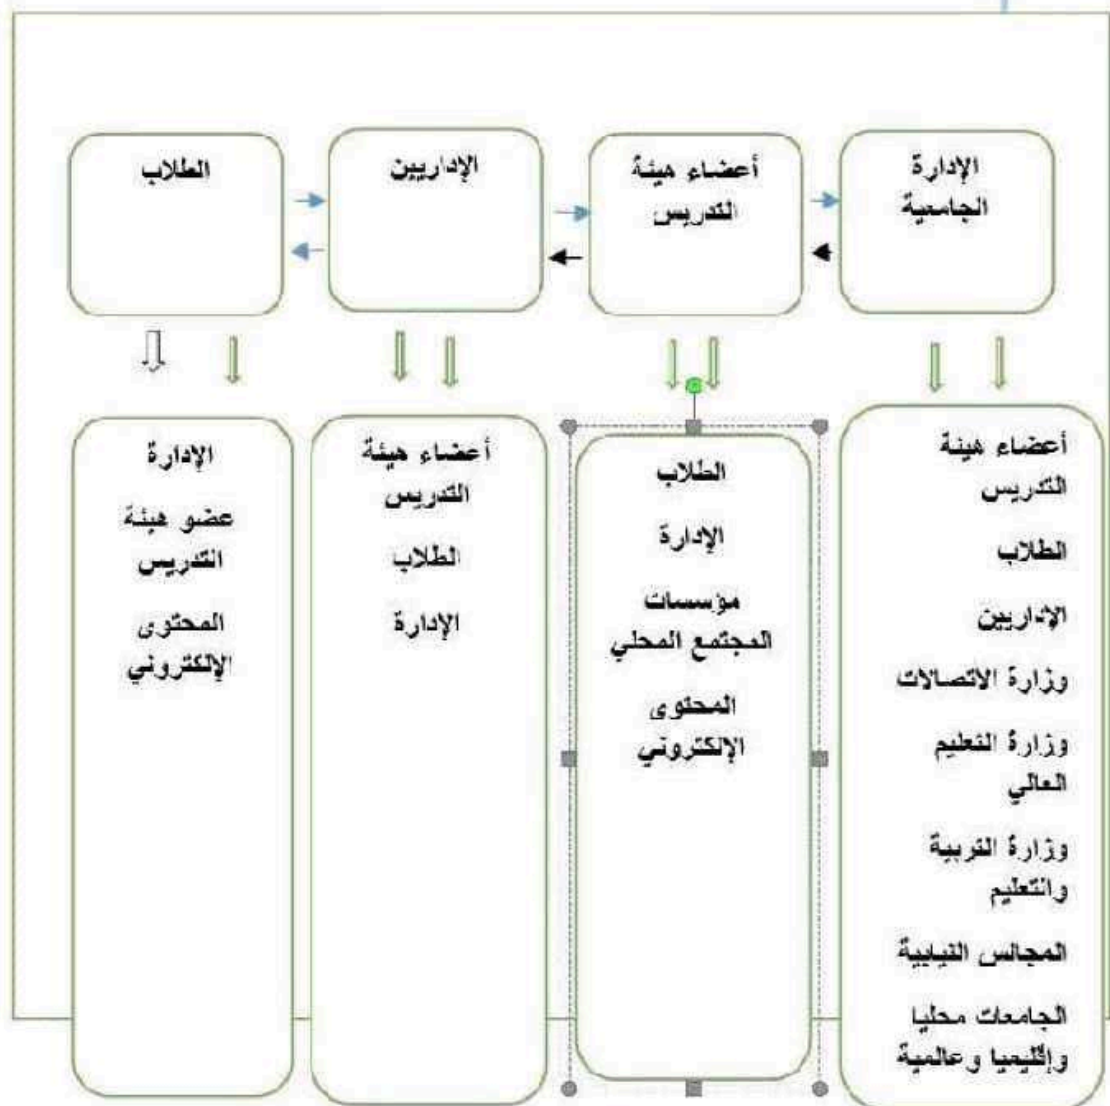 الإدارة
الجامعية
أعضاء هيئة
التدريس
الإداريين
الطلاب
أعضاء هيئة
التدريس
الطلاب
الإداريين
وزارة الاتصالات
وزارة التعليم
العالي
وزارة التربية
والتعليم
المجالس النيابية
الجامعات محليا
وإقليميا وعالمية
الطلاب
الإدارة
مؤسسات
المجتمع المحلي
المحتوى
الإلكتروني
أعضاء هيئة
التدريس
الطلاب
الإدارة
الإدارة
عضو هيئة
التدريس
المحتوى
الإلكتروني